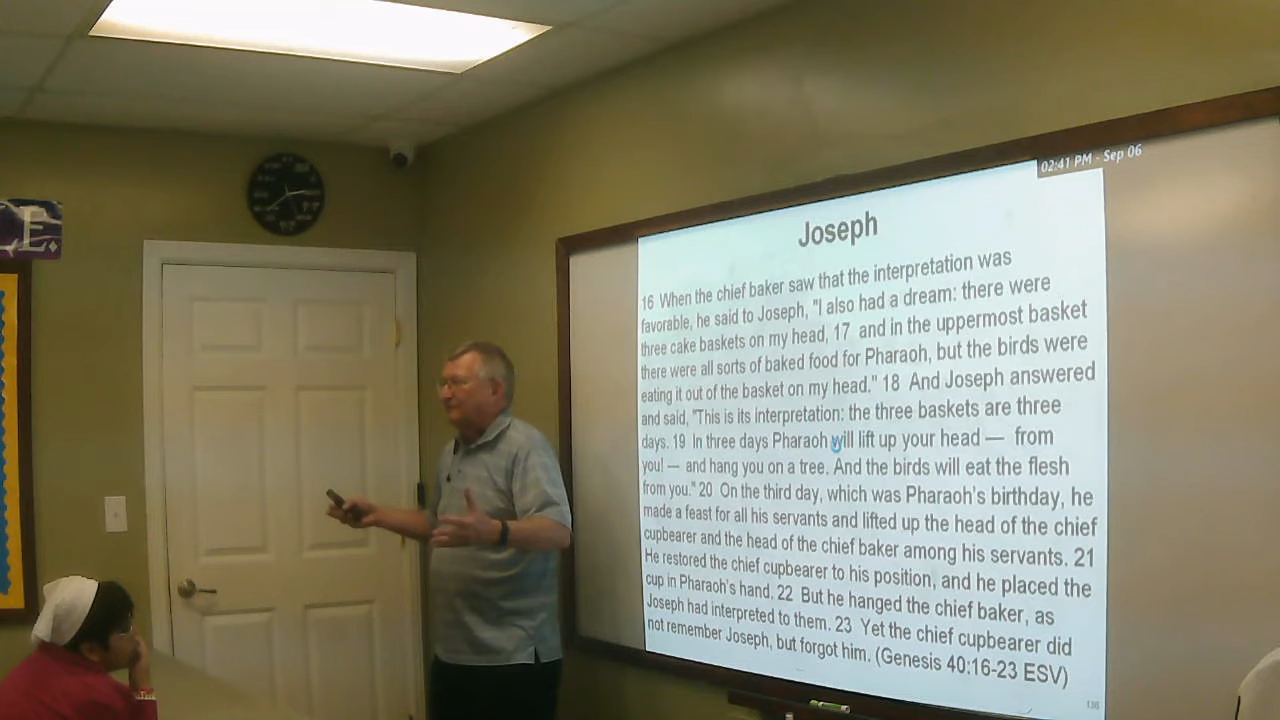 E.
02:41 PM - Sep 06
Joseph
16 When the chief baker saw that the interpretation was
favorable, he said to Joseph, "I also had a dream: there were
three cake baskets on my head, 17 and in the uppermost basket
there were all sorts of baked food for Pharaoh, but the birds were
eating it out of the basket on my head." 18 And Joseph answered
and said, "This is its interpretation: the three baskets are three
days. 19 In three days Pharaoh will lift up your head — from
you! — and hang you on a tree. And the birds will eat the flesh
from you." 20 On the third day, which was Pharaoh's birthday, he
made a feast for all his servants and lifted up the head of the chief
cupbearer and the head of the chief baker among his servants. 21
He restored the chief cupbearer to his position, and he placed the
cup in Pharaoh's hand. 22 But he hanged the chief baker, as
Joseph had interpreted to them. 23 Yet the chief cupbearer did
not remember Joseph, but forgot him. (Genesis 40:16-23 ESV)
136